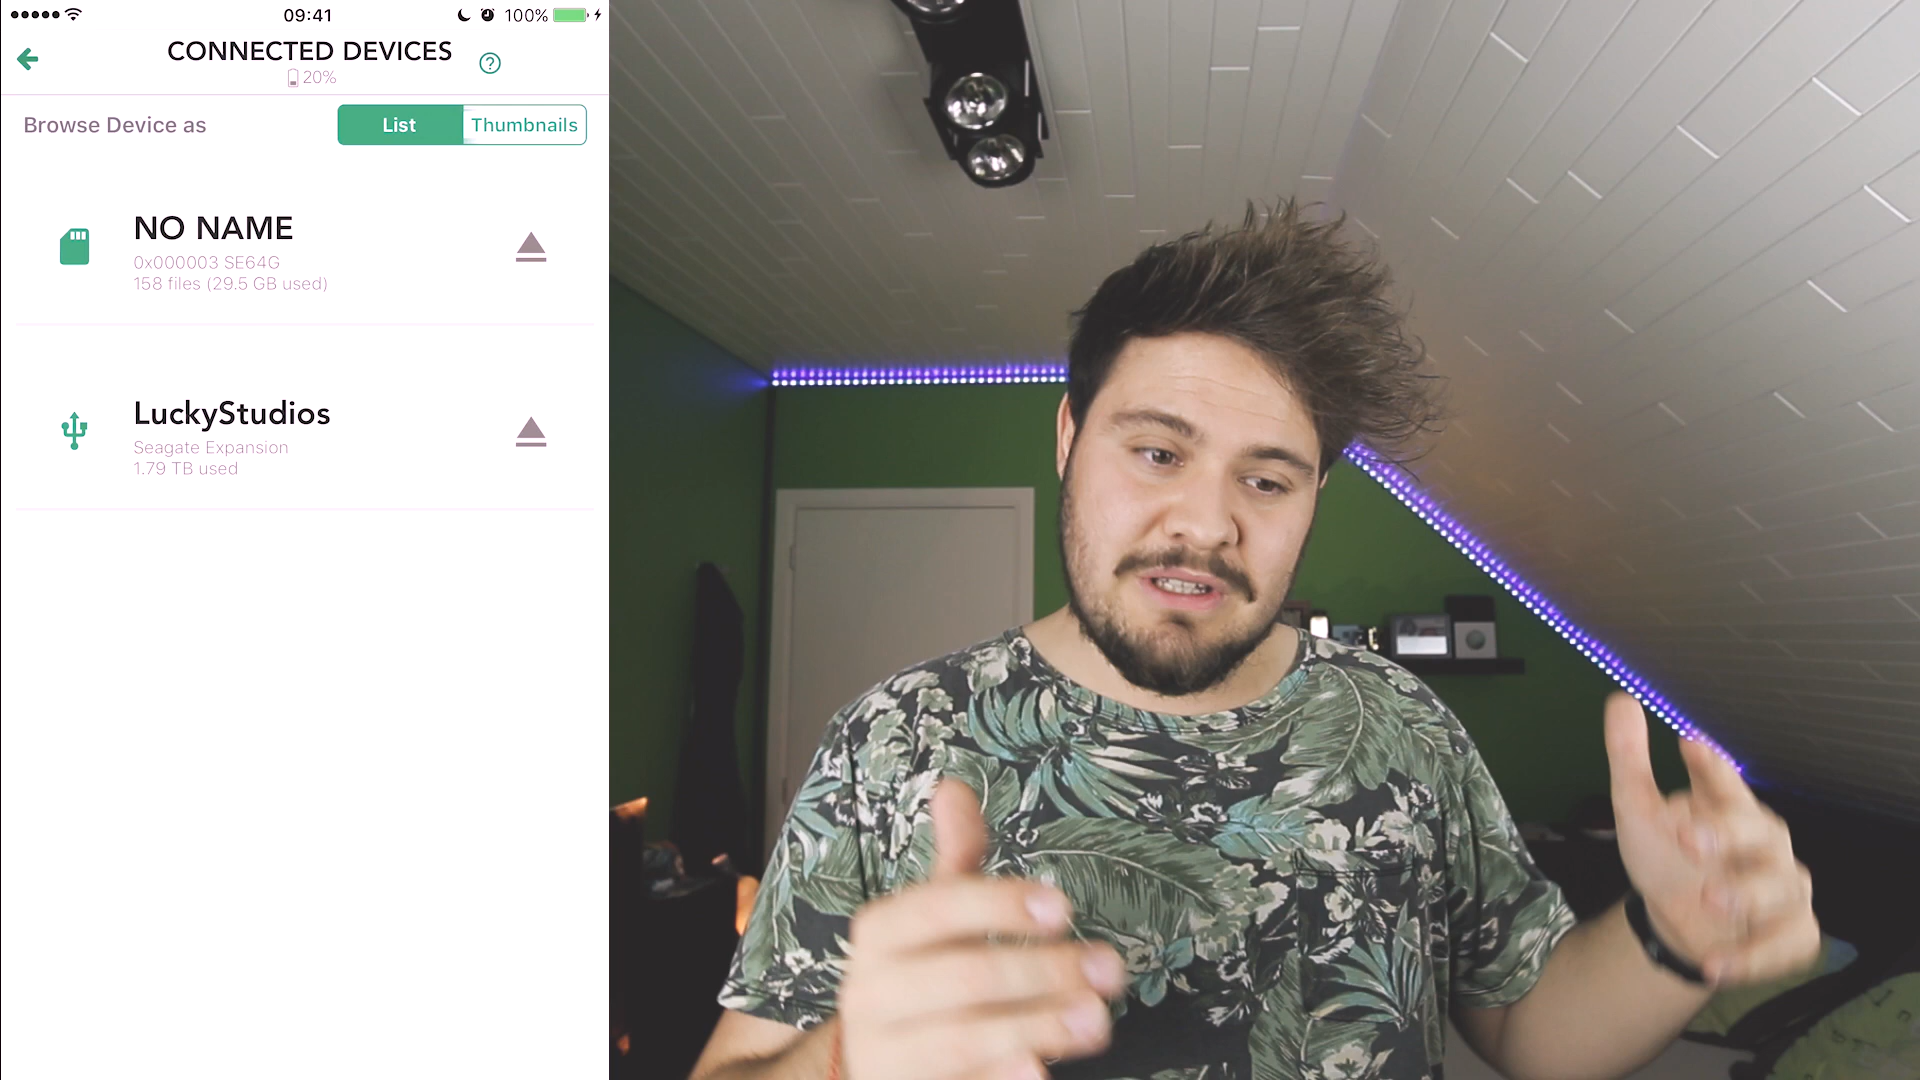 09:41
100%
CONNECTED DEVICES
?
20%
Browse Device as
List
Thumbnails
NO NAME
0x000003 SE64G
158 files (29.5 GB used)
LuckyStudios
Seagate Expansion
1.79 TB used